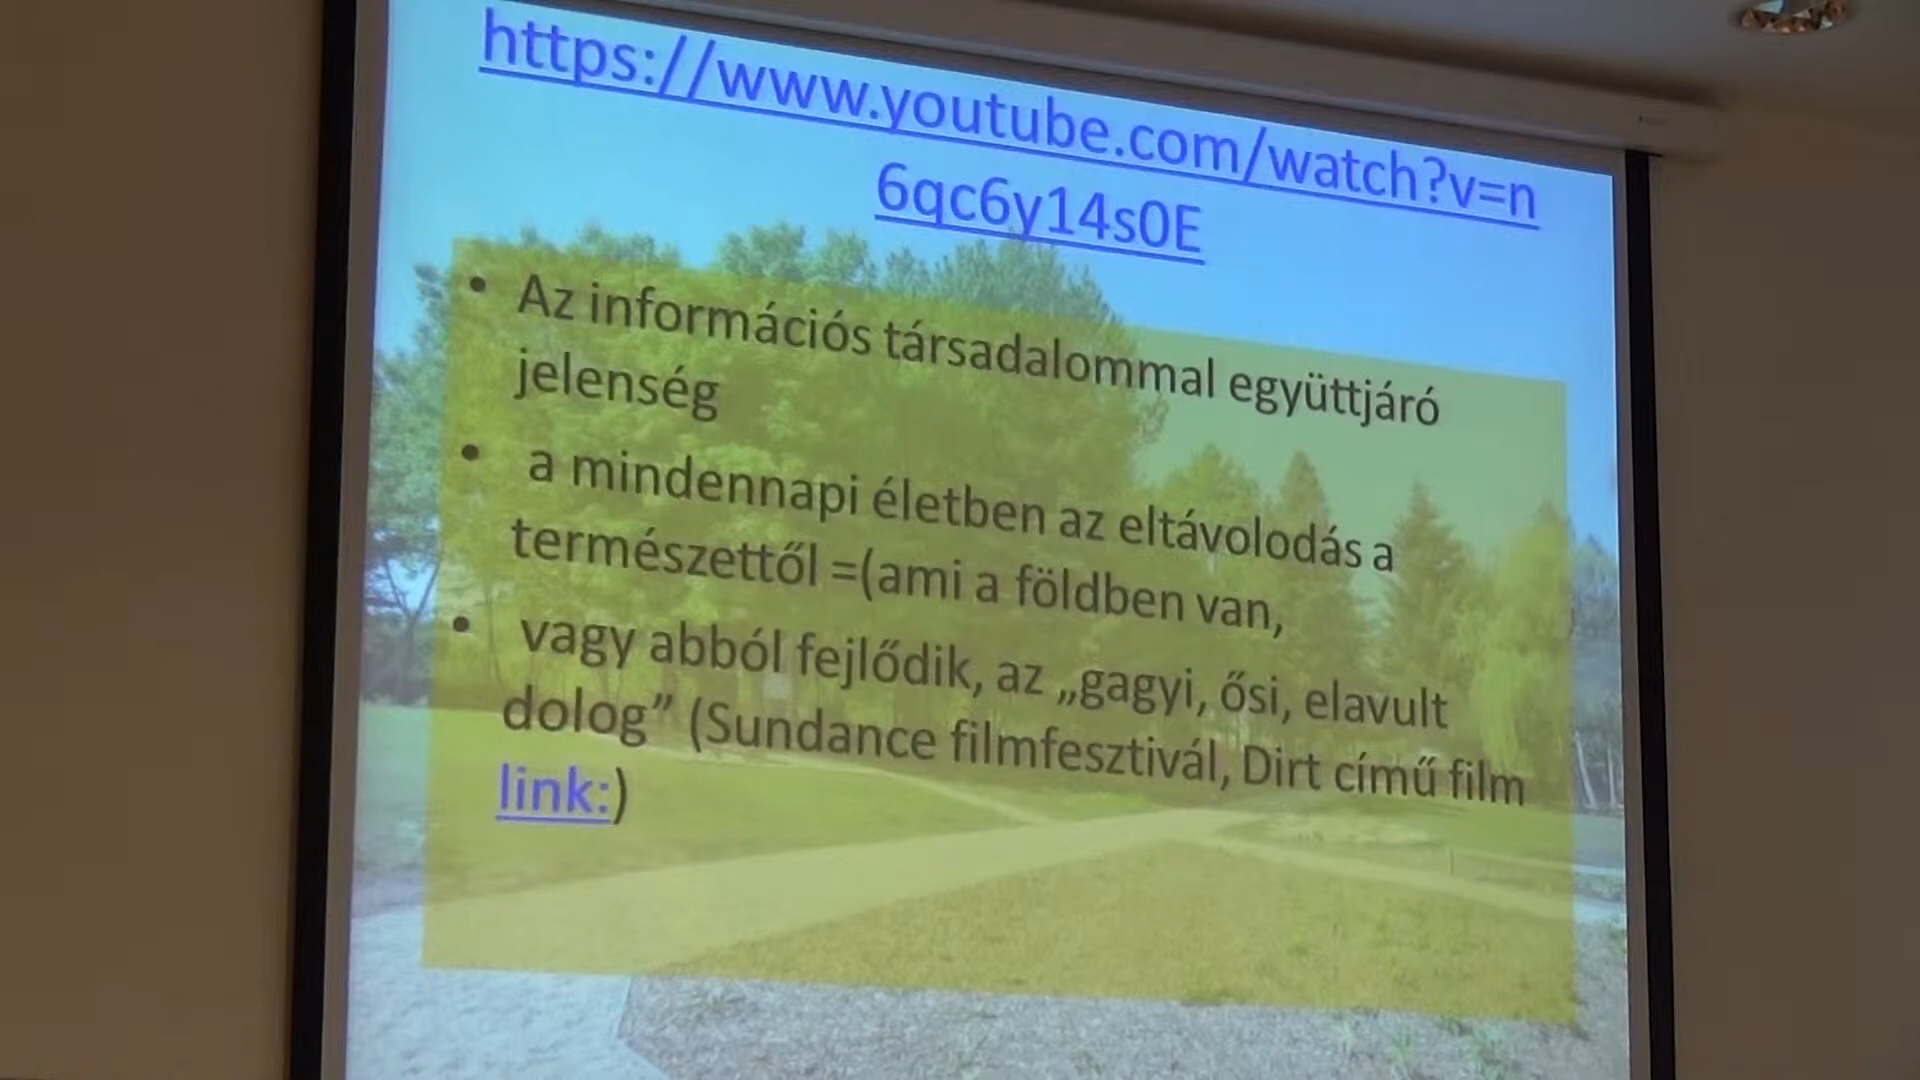 https://www.youtube.com/watch?v=n
6qc6y14s0E
• Az információs társadalommal együttjáró
jelenség
• a mindennapi életben az eltávolodás a
természettől =(ami a földben van,
• vagy abból fejlődik, az „gagyi, ősi, elavult
dolog” (Sundance filmfesztivál, Dirt című film
link:)